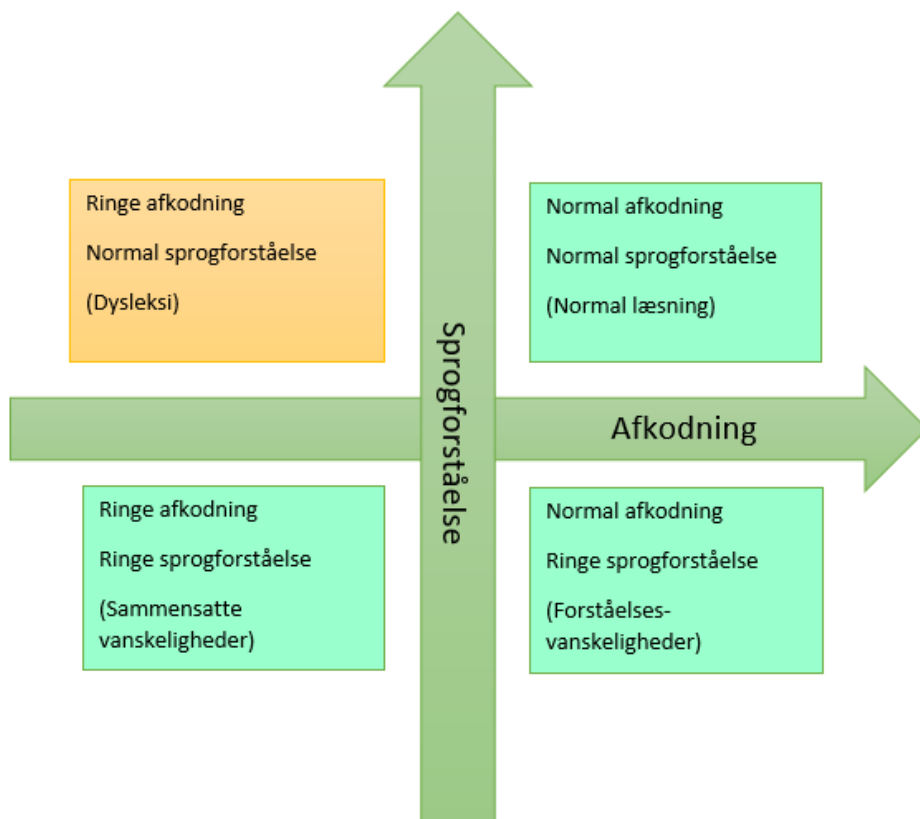 Ringe afkodning
Normal sprogforståelse
(Dysleksi)
Normal afkodning
Normal sprogforståelse
(Normal læsning)
Sprogforståelse
Afkodning
Ringe afkodning
Ringe sprogforståelse
(Sammensatte
vanskeligheder)
Normal afkodning
Ringe sprogforståelse
(Forståelses-
vanskeligheder)